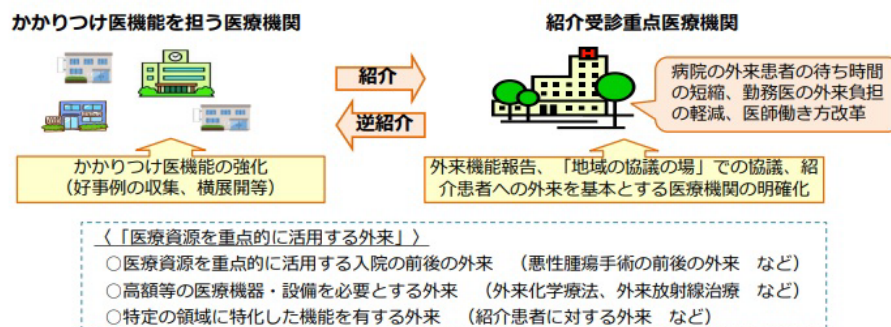 かかりつけ医機能を担う医療機関
紹介受診重点医療機関
紹介
逆紹介
H
病院の外来患者の待ち時間
の短縮、勤務医の外来負担
の軽減、医師働き方改革
かかりつけ医機能の強化
（好事例の収集、横展開等）
外来機能報告、「地域の協議の場」での協議、紹
介患者への外来を基本とする医療機関の明確化
〈「医療資源を重点的に活用する外来」〉
○医療資源を重点的に活用する入院の前後の外来　（悪性腫瘍手術の前後の外来　など）
○高額等の医療機器・設備を必要とする外来　（外来化学療法、外来放射線治療　など）
○特定の領域に特化した機能を有する外来　（紹介患者に対する外来　など）